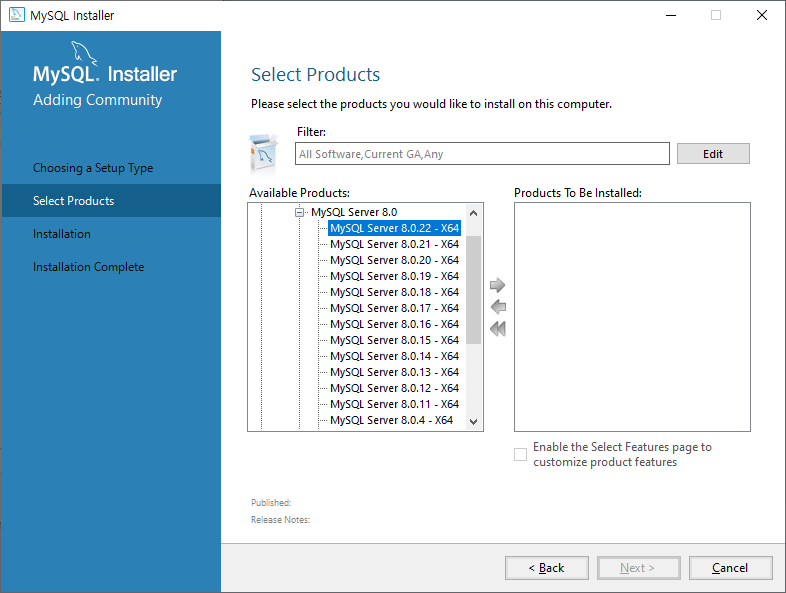 MySQL Installer
MySQL. Installer
Adding Community
Choosing a Setup Type
Select Products
Installation
Installation Complete
Select Products
Please select the products you would like to install on this computer.
Filter:
All Software,Current GA,Any
Edit
Available Products:
MySQL Server 8.0
MySQL Server 8.0.22 - X64
MySQL Server 8.0.21 - X64
MySQL Server 8.0.20 - X64
MySQL Server 8.0.19 - X64
MySQL Server 8.0.18 - X64
MySQL Server 8.0.17 - X64
MySQL Server 8.0.16 - X64
MySQL Server 8.0.15 - X64
MySQL Server 8.0.14 - X64
MySQL Server 8.0.13 - X64
MySQL Server 8.0.12 - X64
MySQL Server 8.0.11 - X64
MySQL Server 8.0.4 - X64
Products To Be Installed:
Enable the Select Features page to
customize product features
Published:
Release Notes:
< Back
Next >
Cancel